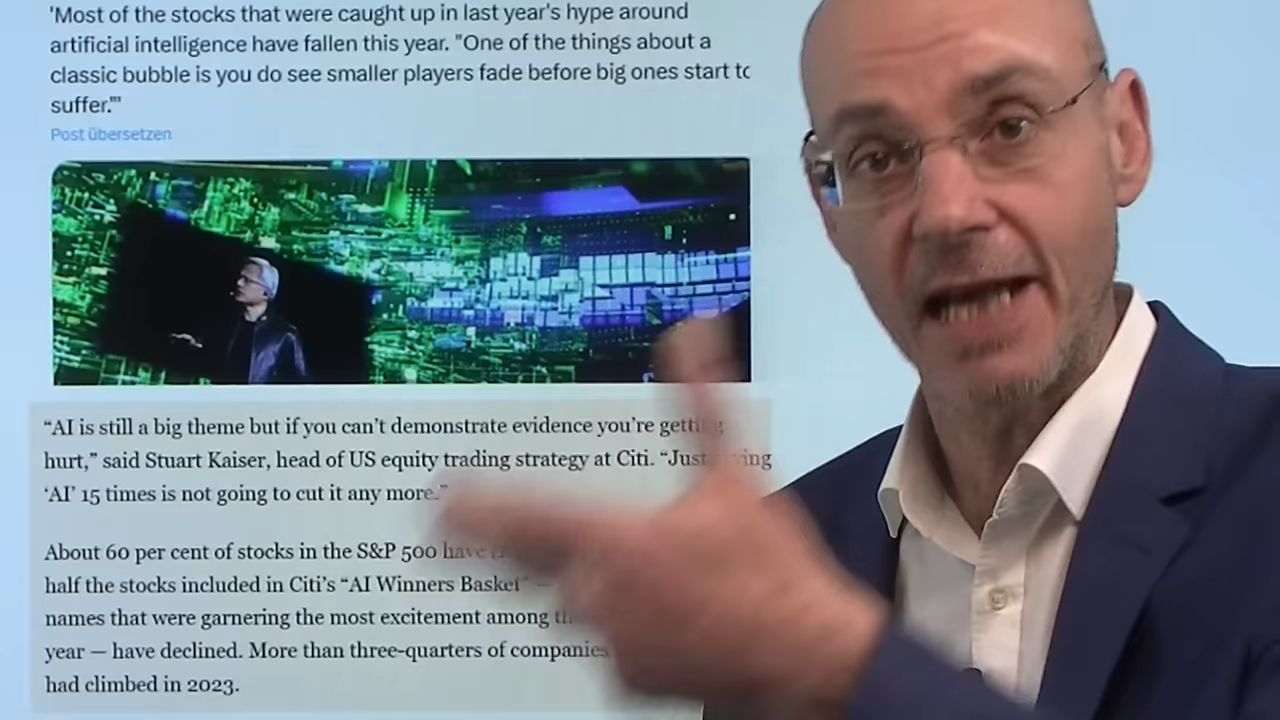 'Most of the stocks that were caught up in last year's hype around
artificial intelligence have fallen this year. "One of the things about a
classic bubble is you do see smaller players fade before big ones start to
suffer."'
Post übersetzen
“AI is still a big theme but if you can’t demonstrate evidence you’re
hurt,” said Stuart Kaiser, head of US equity trading strategy at Citi. “Just
‘AI’ 15 times is not going to cut it any more.”
About 60 per cent of stocks in the S&P 500 have
half the stocks included in Citi’s “AI Winners Basket” —
names that were garnering the most excitement among
year — have declined. More than three-quarters of companies
had climbed in 2023.